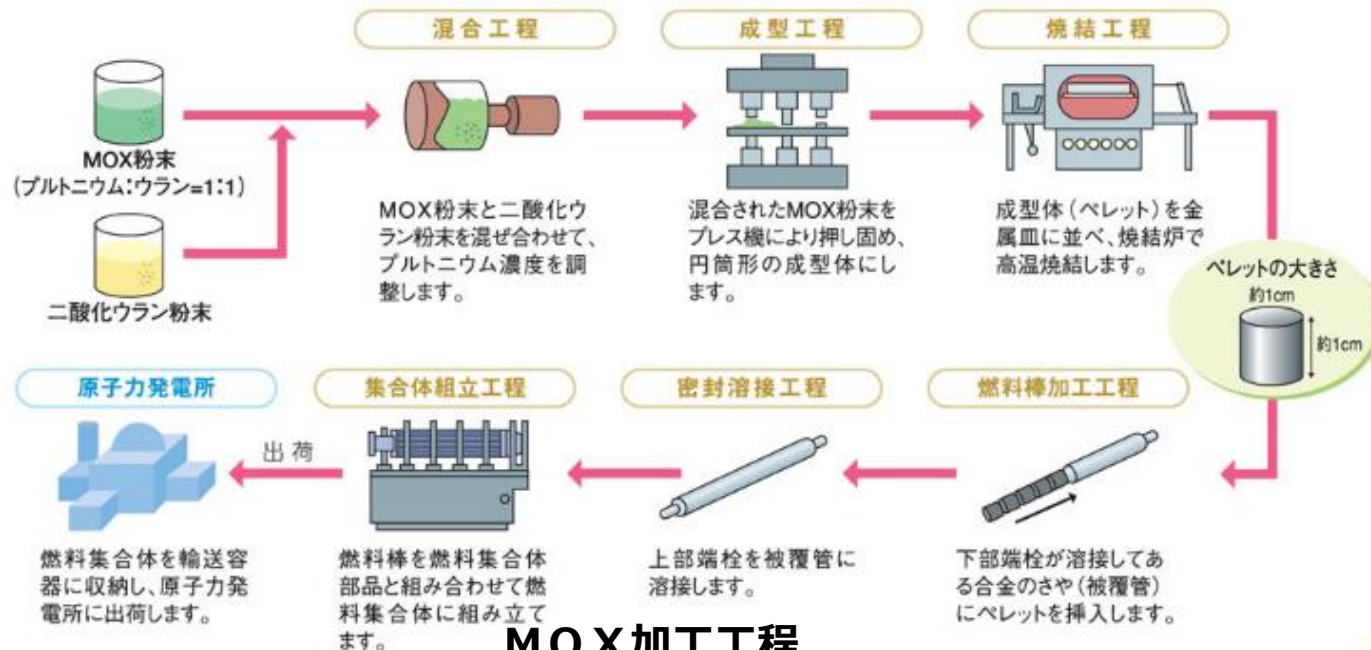 混合工程
成型工程
焼結工程
MOX粉末
(プルトニウム:ウラン=1:1)
二酸化ウラン粉末
MOX粉末と二酸化ウ
ラン粉末を混ぜ合わせて、
プルトニウム濃度を調
整します。
混合されたMOX粉末を
プレス機により押し固め、
円筒形の成型体にし
ます。
成型体(ペレット)を金
属皿に並べ、焼結炉で
高温焼結します。
ペレットの大きさ
約1cm
約1cm
原子力発電所
集合体組立工程
密封溶接工程
燃料棒加工工程
出荷
燃料集合体を輸送容
器に収納し、原子力発
電所に出荷します。
燃料棒を燃料集合体
部品と組み合わせて燃
料集合体に組み立て
ます。
上部端栓を被覆管に
溶接します。
下部端栓が溶接してあ
る合金のさや(被覆管)
にペレットを挿入します。
MOX加工工程